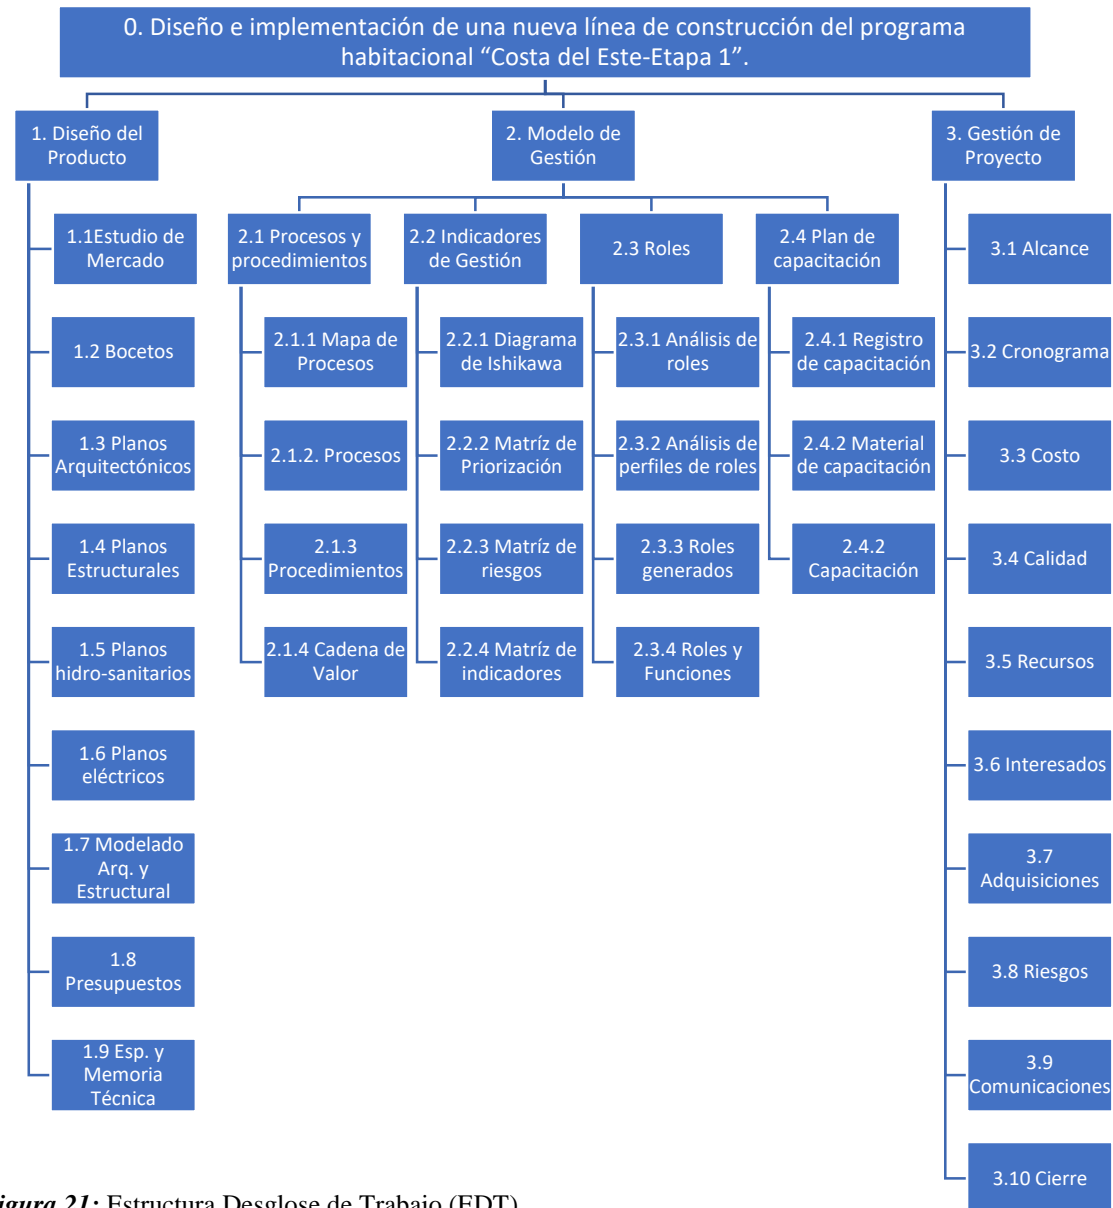 0. Diseño e implementación de una nueva línea de construcción del programa
habitacional “Costa del Este-Etapa 1”.
1. Diseño del
Producto
2. Modelo de
Gestión
3. Gestión de
Proyecto
1.1Estudio de
Mercado
1.2 Bocetos
1.3 Planos
Arquitectónicos
1.4 Planos
Estructurales
1.5 Planos
hidro-sanitarios
1.6 Planos
eléctricos
1.7 Modelado
Arq. y
Estructural
1.8
Presupuestos
1.9 Esp. y
Memoria
Técnica
2.1 Procesos y
procedimientos
2.1.1 Mapa de
Procesos
2.1.2. Procesos
2.1.3
Procedimientos
2.1.4 Cadena de
Valor
2.2 Indicadores
de Gestión
2.2.1 Diagrama
de Ishikawa
2.2.2 Matríz de
Priorización
2.2.3 Matríz de
riesgos
2.2.4 Matríz de
indicadores
2.3 Roles
2.3.1 Análisis de
roles
2.3.2 Análisis de
perfiles de roles
2.3.3 Roles
generados
2.3.4 Roles y
Funciones
2.4 Plan de
capacitación
2.4.1 Registro
de capacitación
2.4.2 Material
de capacitación
2.4.2
Capacitación
3.1 Alcance
3.2 Cronograma
3.3 Costo
3.4 Calidad
3.5 Recursos
3.6 Interesados
3.7
Adquisiciones
3.8 Riesgos
3.9
Comunicaciones
3.10 Cierre
igura 21: Estructura Desglose de Trabajo (EDT)